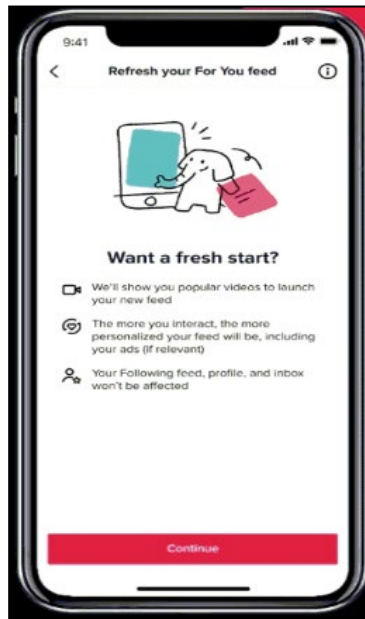 9:41
Refresh your For You feed
Want a fresh start?
We'll show you popular videos to launch
your new feed
The more you interact, the more
personalized your feed will be, including
your ads (if relevant)
Your Following feed, profile, and inbox
won't be affected
Continue